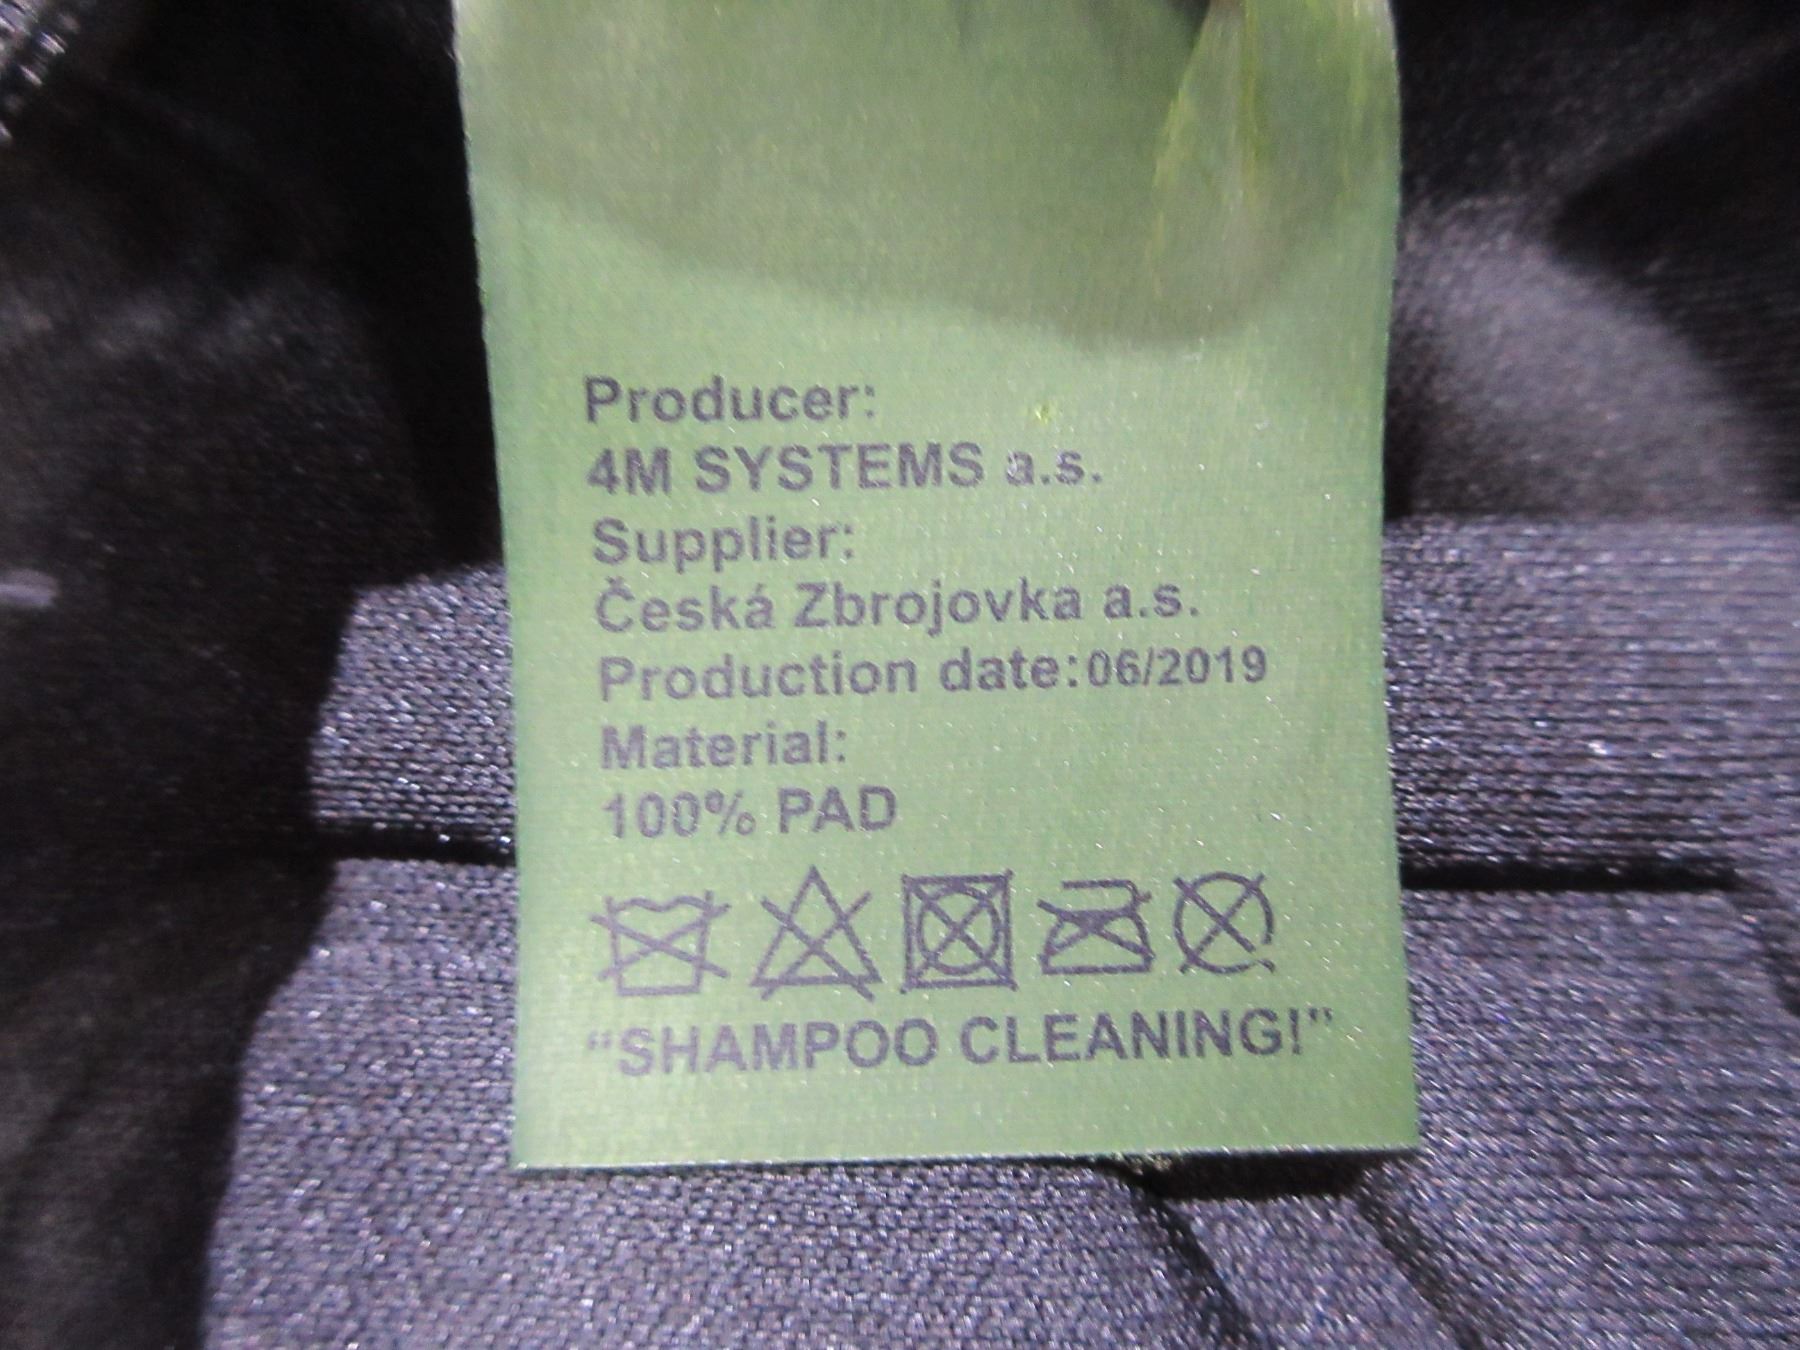 Producer:
4M SYSTEMS a.s.
Supplier:
Česká Zbrojovka a.s.
Production date:06/2019
Material:
100% PAD
“SHAMPOO CLEANING!”